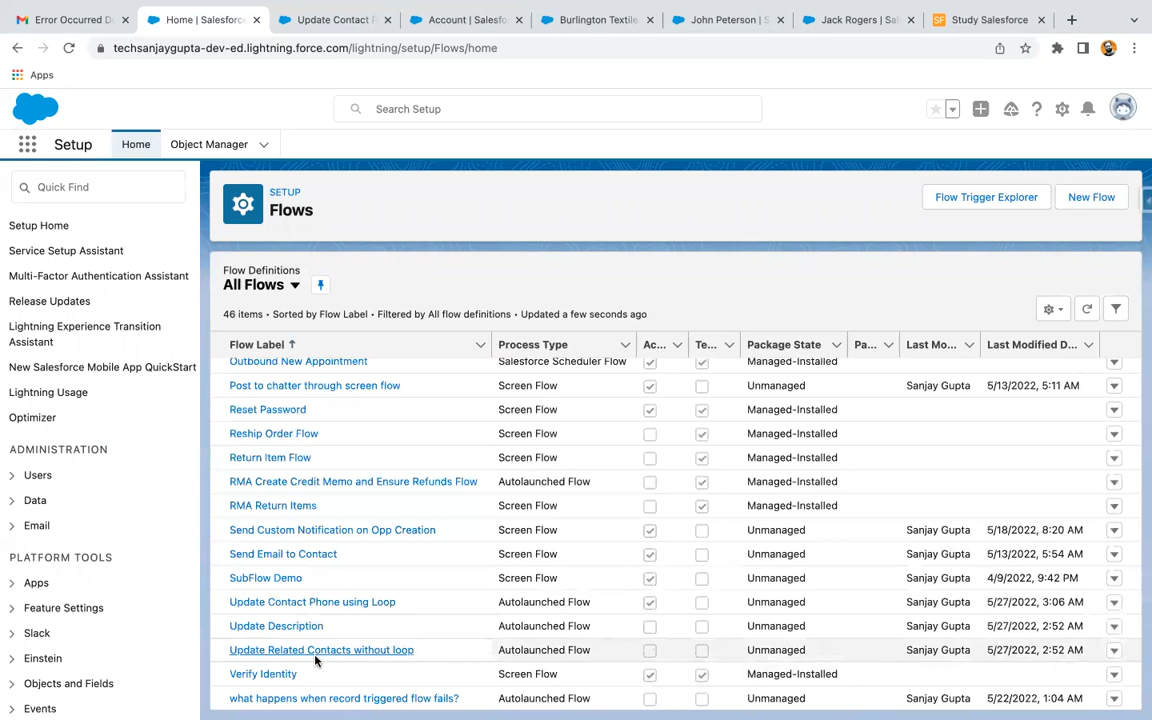 Error Occurred D
Home | Salesforc
Update Contact F
Account | Salesfo
Burlington Textile
John Peterson | S
Jack Rogers | Sal
SF Study Salesforce
techsanjaygupta-dev-ed.lightning.force.com/lightning/setup/Flows/home
Apps
Search Setup
Setup Home Object Manager
Quick Find
Setup Home
Service Setup Assistant
Multi-Factor Authentication Assistant
Release Updates
Lightning Experience Transition
Assistant
New Salesforce Mobile App QuickStart
Lightning Usage
Optimizer
ADMINISTRATION
Users
Data
Email
PLATFORM TOOLS
Apps
Feature Settings
Slack
Einstein
Objects and Fields
Events
SETUP
Flows
Flow Trigger Explorer New Flow
Flow Definitions
All Flows
46 items • Sorted by Flow Label • Filtered by All flow definitions • Updated a few seconds ago
Flow Label Process Type Ac... Te... Package State Pa... Last Mo... Last Modified D...
Outbound New Appointment Salesforce Scheduler Flow Managed-Installed
Post to chatter through screen flow Screen Flow Unmanaged Sanjay Gupta 5/13/2022, 5:11 AM
Reset Password Screen Flow Managed-Installed
Reship Order Flow Screen Flow Managed-Installed
Return Item Flow Screen Flow Managed-Installed
RMA Create Credit Memo and Ensure Refunds Flow Autolaunched Flow Managed-Installed
RMA Return Items Screen Flow Managed-Installed
Send Custom Notification on Opp Creation Screen Flow Unmanaged Sanjay Gupta 5/18/2022, 8:20 AM
Send Email to Contact Screen Flow Unmanaged Sanjay Gupta 5/13/2022, 5:54 AM
SubFlow Demo Screen Flow Unmanaged Sanjay Gupta 4/9/2022, 9:42 PM
Update Contact Phone using Loop Autolaunched Flow Unmanaged Sanjay Gupta 5/27/2022, 3:06 AM
Update Description Autolaunched Flow Unmanaged Sanjay Gupta 5/27/2022, 2:52 AM
Update Related Contacts without loop Autolaunched Flow Unmanaged Sanjay Gupta 5/27/2022, 2:52 AM
Verify Identity Screen Flow Managed-Installed
what happens when record triggered flow fails? Autolaunched Flow Unmanaged Sanjay Gupta 5/22/2022, 1:04 AM